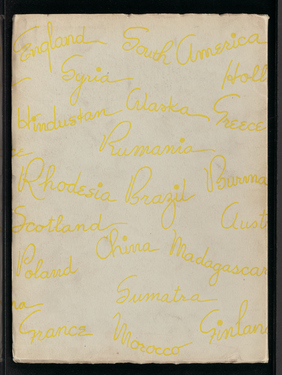 England South America
Syria Holl
Hindustan Alaska Greece
Rumania
Rhodesia Brazil Burma
Scotland Aust
China Madagascar
Poland
Sumatra
France Morocco Finlan